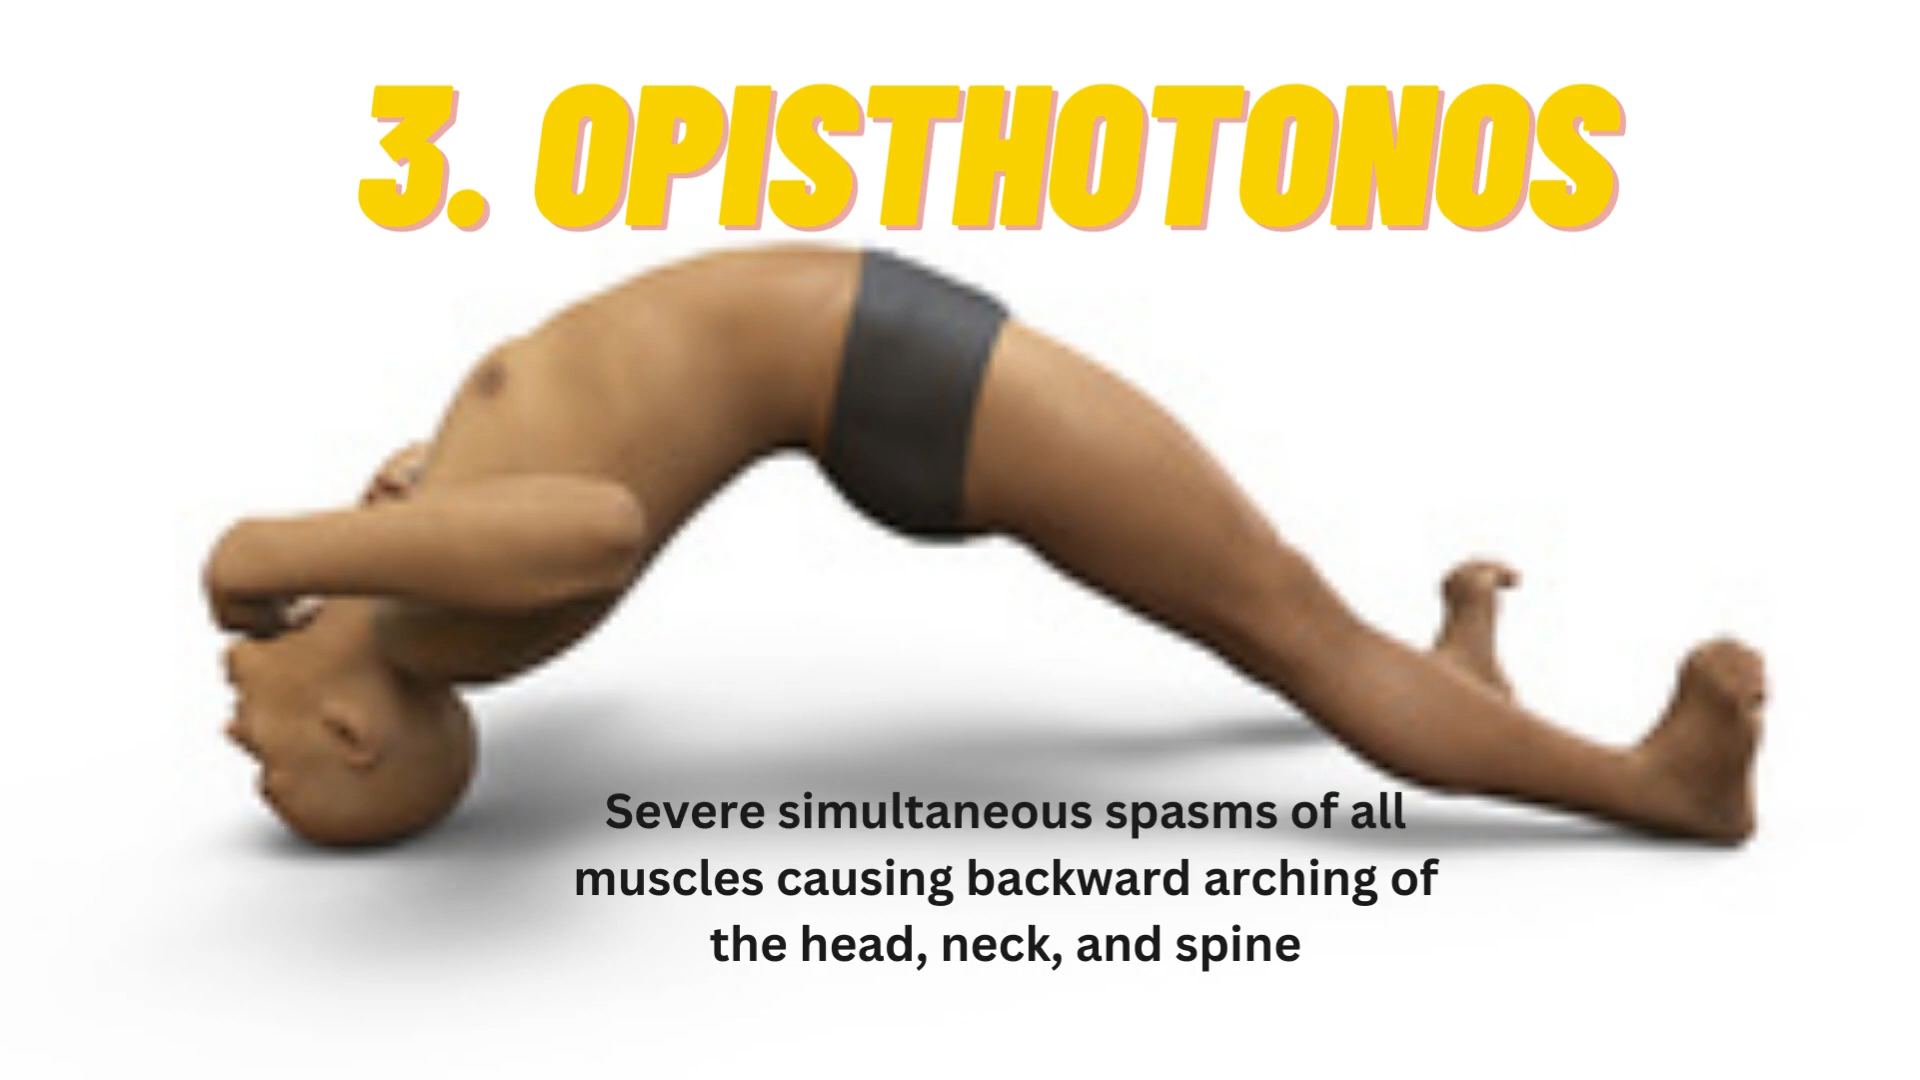 3. OPISTHOTONOS
Severe simultaneous spasms of all
muscles causing backward arching of
the head, neck, and spine